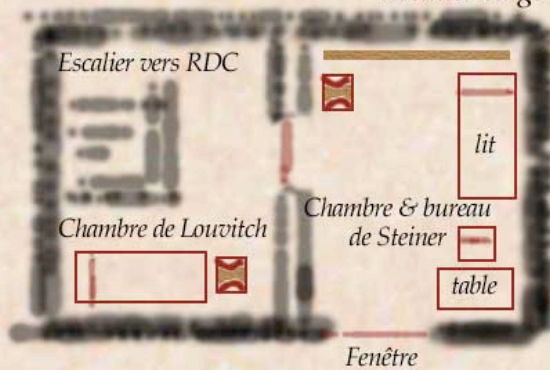 Escalier vers RDC
lit
Chambre de Louvitch
Chambre & bureau
de Steiner
table
Fenêtre